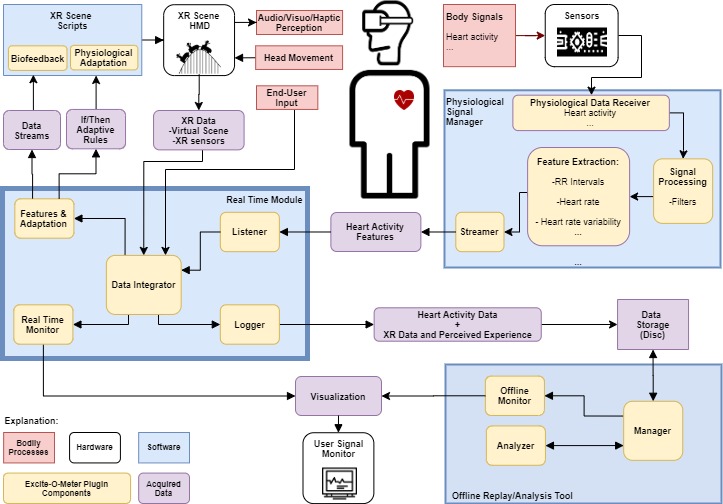 XR Scene
Scripts
Biofeedback
Physiological
Adaptation
XR Scene
HMD
Audio/Visuo/Haptic
Perception
Head Movement
End-User
Input
Body Signals
Heart activity
...
Sensors
Data
Streams
If/Then
Adaptive
Rules
XR Data
-Virtual Scene
-XR sensors
Physiological
Signal
Manager
Physiological Data Receiver
Heart activity
...
Feature Extraction:
-RR Intervals
-Heart rate
- Heart rate variability
...
Signal
Processing
-Filters
Streamer
...
Heart Activity
Features
Real Time Module
Features &
Adaptation
Listener
Data Integrator
Real Time
Monitor
Logger
Heart Activity Data
+
XR Data and Perceived Experience
Data
Storage
(Disc)
Visualization
User Signal
Monitor
Offline
Monitor
Manager
Analyzer
Offline Replay/Analysis Tool
Explanation:
Bodily
Processes
Hardware
Software
Excite-O-Meter Plugin
Components
Acquired
Data